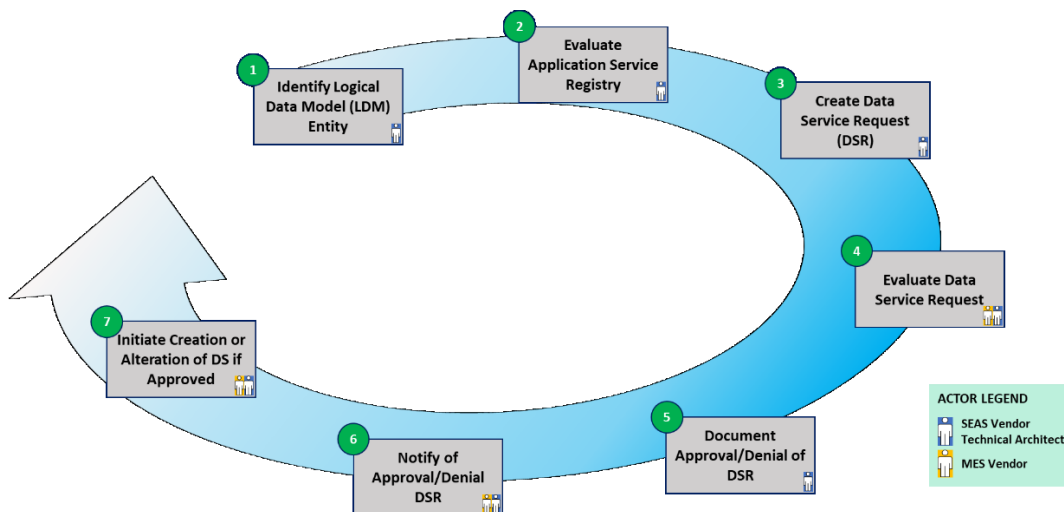 1
Identify Logical
Data Model (LDM)
Entity
2
Evaluate
Application Service
Registry
3
Create Data
Service Request
(DSR)
4
Evaluate Data
Service Request
5
Document
Approval/Denial of
DSR
6
Notify of
Approval/Denial
DSR
7
Initiate Creation or
Alteration of DS if
Approved
ACTOR LEGEND
SEAS Vendor
Technical Architect
MES Vendor